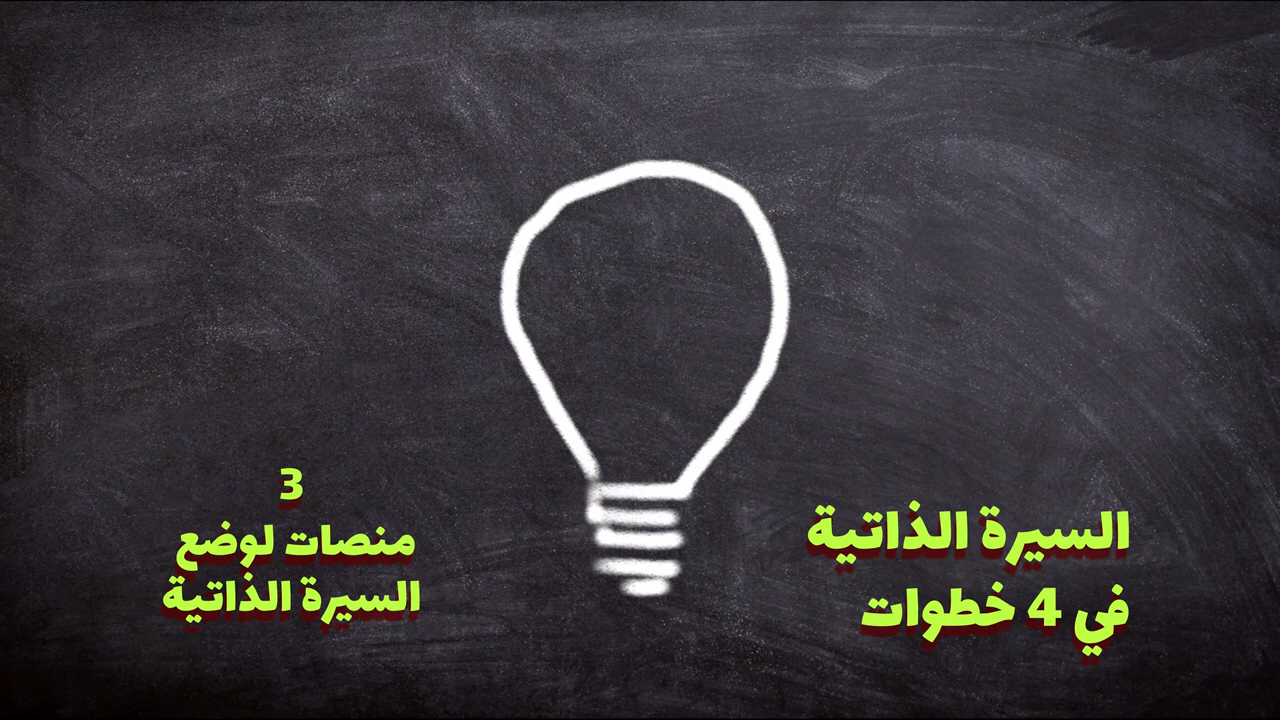 السيرة الذاتية
في 4 خطوات
3
منصات لوضع
السيرة الذاتية